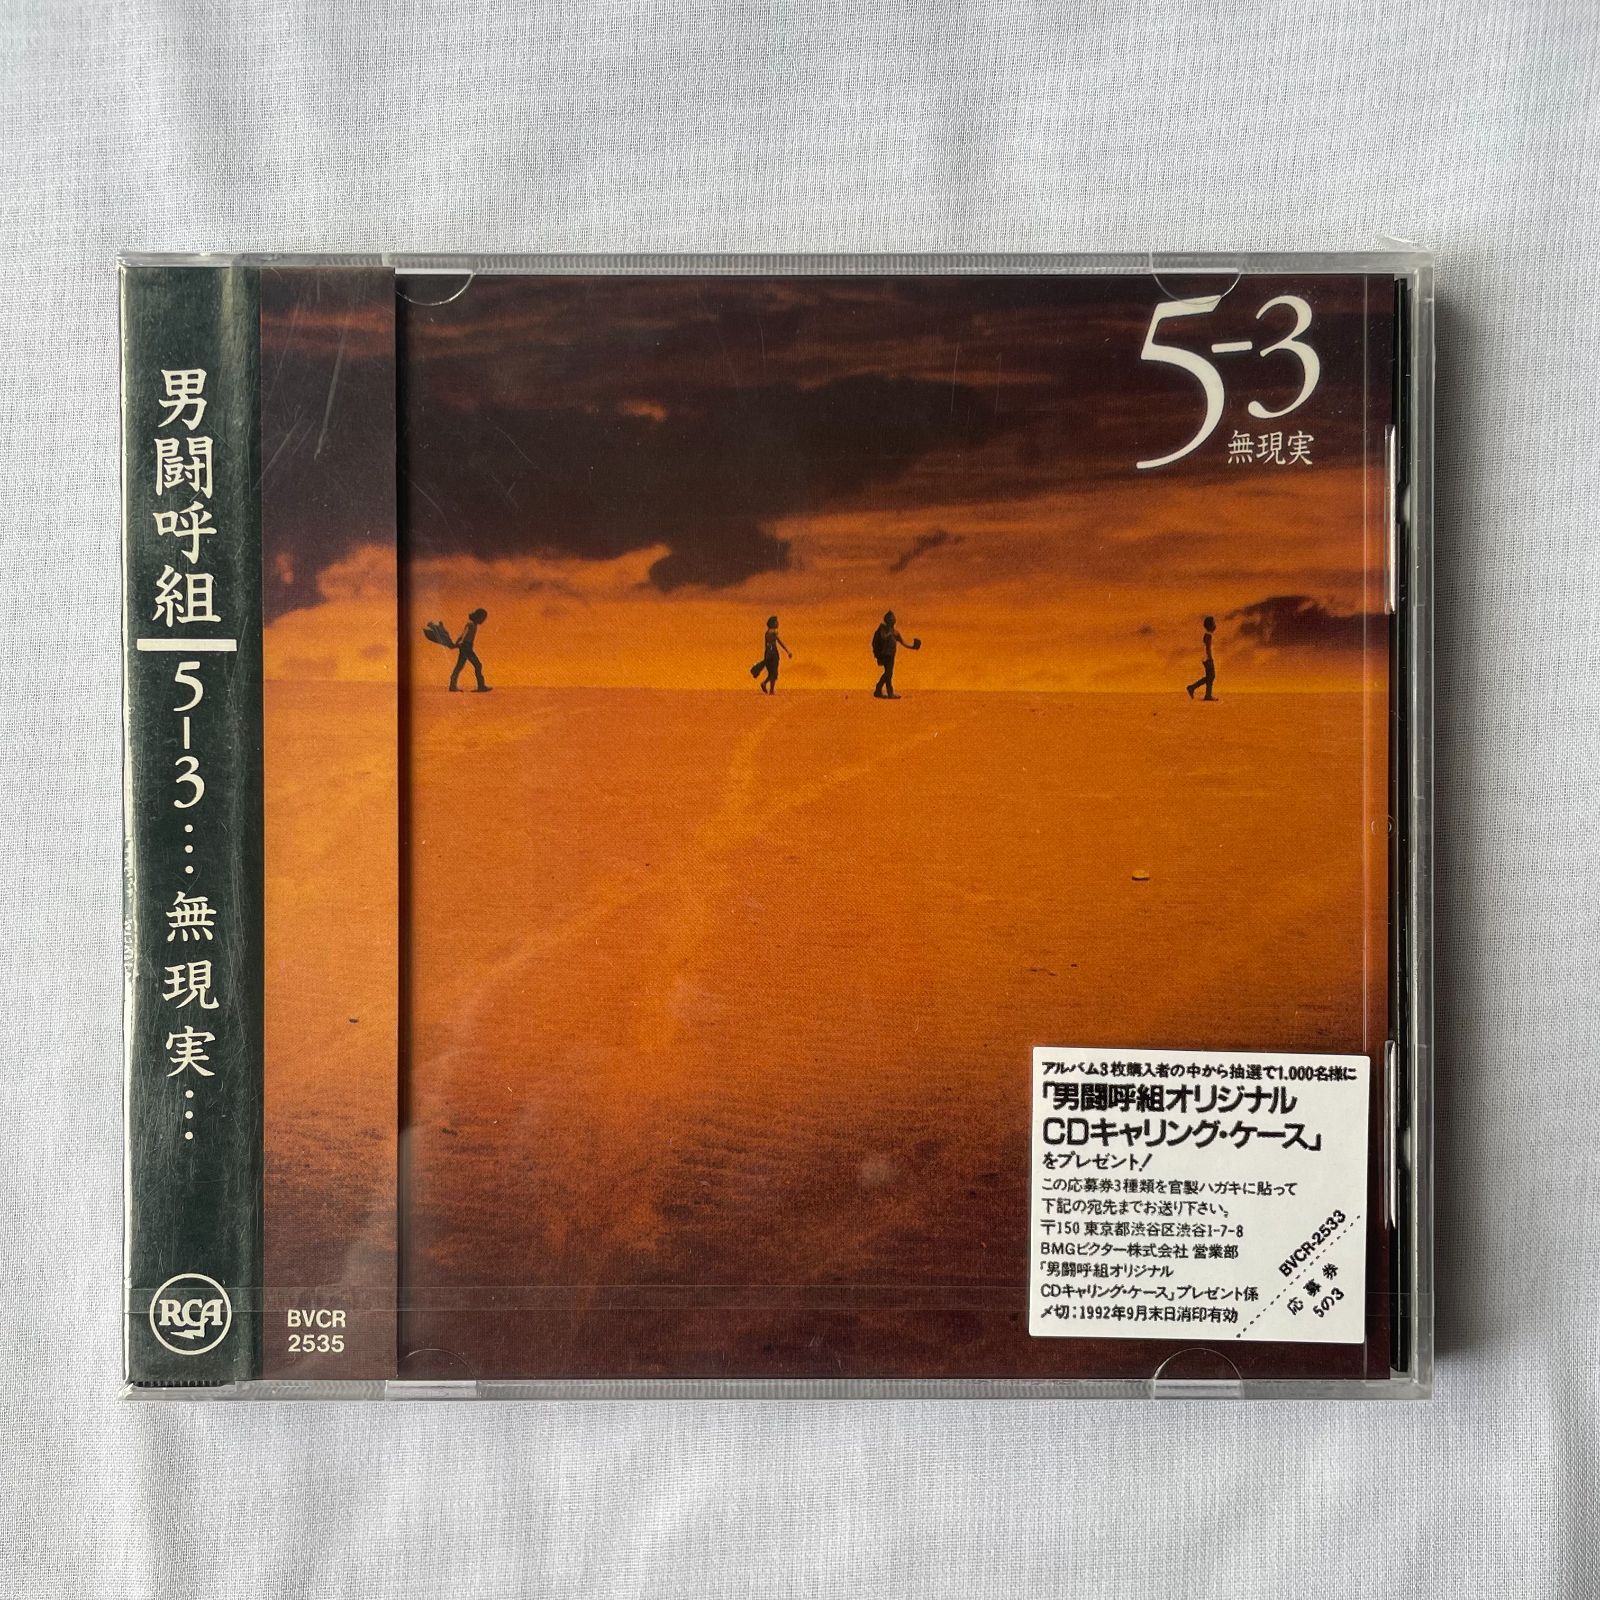 男闘呼組
5-3……無現実……
RCA
BVCR
2535
5-3
無現実
アルバム3枚購入者の中から抽選で1,000名様に
「男闘呼組オリジナル
CDキャリング・ケース」
をプレゼント!
この応募券3種類を官製ハガキに貼って
下記の宛先までお送り下さい。
〒150 東京都渋谷区渋谷1-7-8
BMGビクター株式会社 営業部
「男闘呼組オリジナル
CDキャリング・ケース」プレゼント係
〆切:1992年9月末日消印有効
BVCR-2533
応募券
5の3